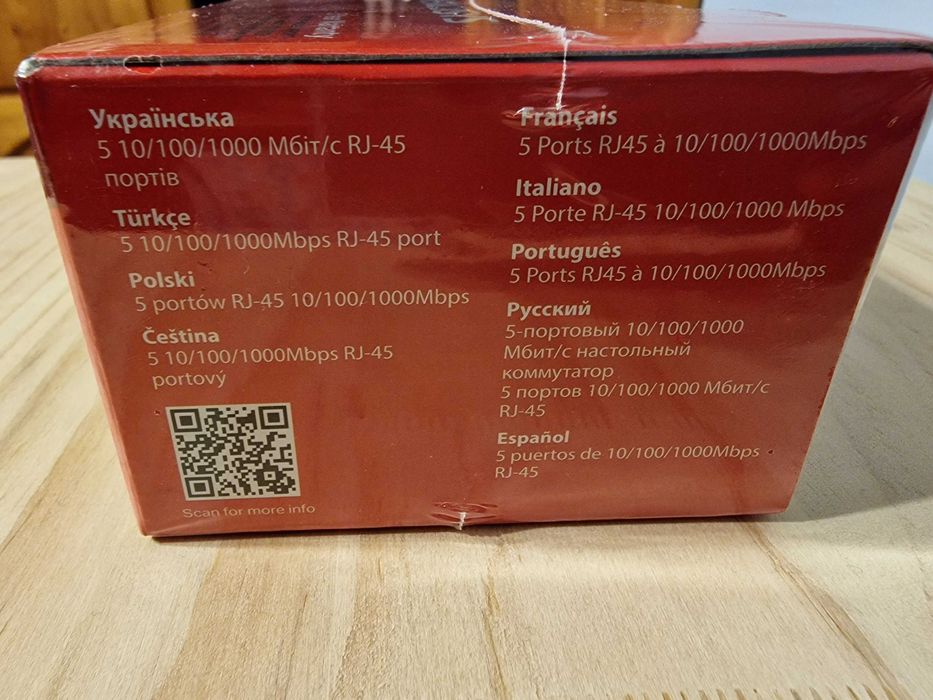 Українська
5 10/100/1000 Мбіт/с RJ-45
портів
Türkçe
5 10/100/1000Mbps RJ-45 port
Polski
5 portów RJ-45 10/100/1000Mbps
Čeština
5 10/100/1000Mbps RJ-45
portový
Scan for more info
Français
5 Ports RJ45 à 10/100/1000Mbps
Italiano
5 Porte RJ-45 10/100/1000 Mbps
Português
5 Ports RJ45 à 10/100/1000Mbps
Русский
5-портовый 10/100/1000
Мбит/с настольный
коммутатор
5 портов 10/100/1000 Мбит/с
RJ-45
Español
5 puertos de 10/100/1000Mbps
RJ-45